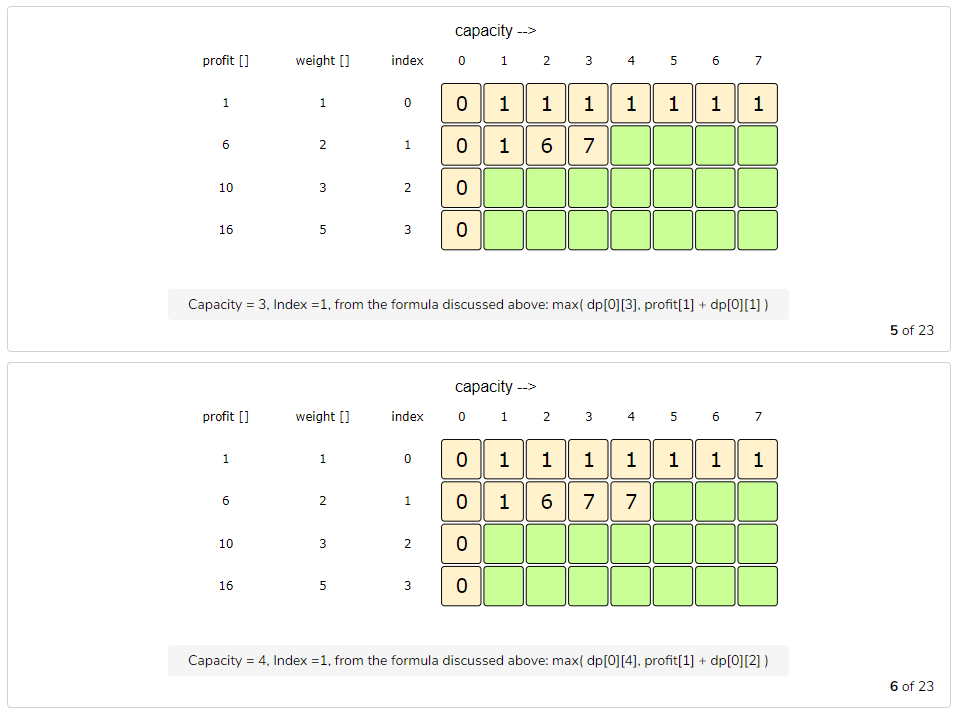 capacity -->
profit [] weight [] index 0 1 2 3 4 5 6 7
1 1 0 0 1 1 1 1 1 1 1
6 2 1 0 1 6 7
10 3 2 0
16 5 3 0
Capacity = 3, Index =1, from the formula discussed above: max( dp[0][3], profit[1] + dp[0][1] )
5 of 23
capacity -->
profit [] weight [] index 0 1 2 3 4 5 6 7
1 1 0 0 1 1 1 1 1 1 1
6 2 1 0 1 6 7 7
10 3 2 0
16 5 3 0
Capacity = 4, Index =1, from the formula discussed above: max( dp[0][4], profit[1] + dp[0][2] )
6 of 23